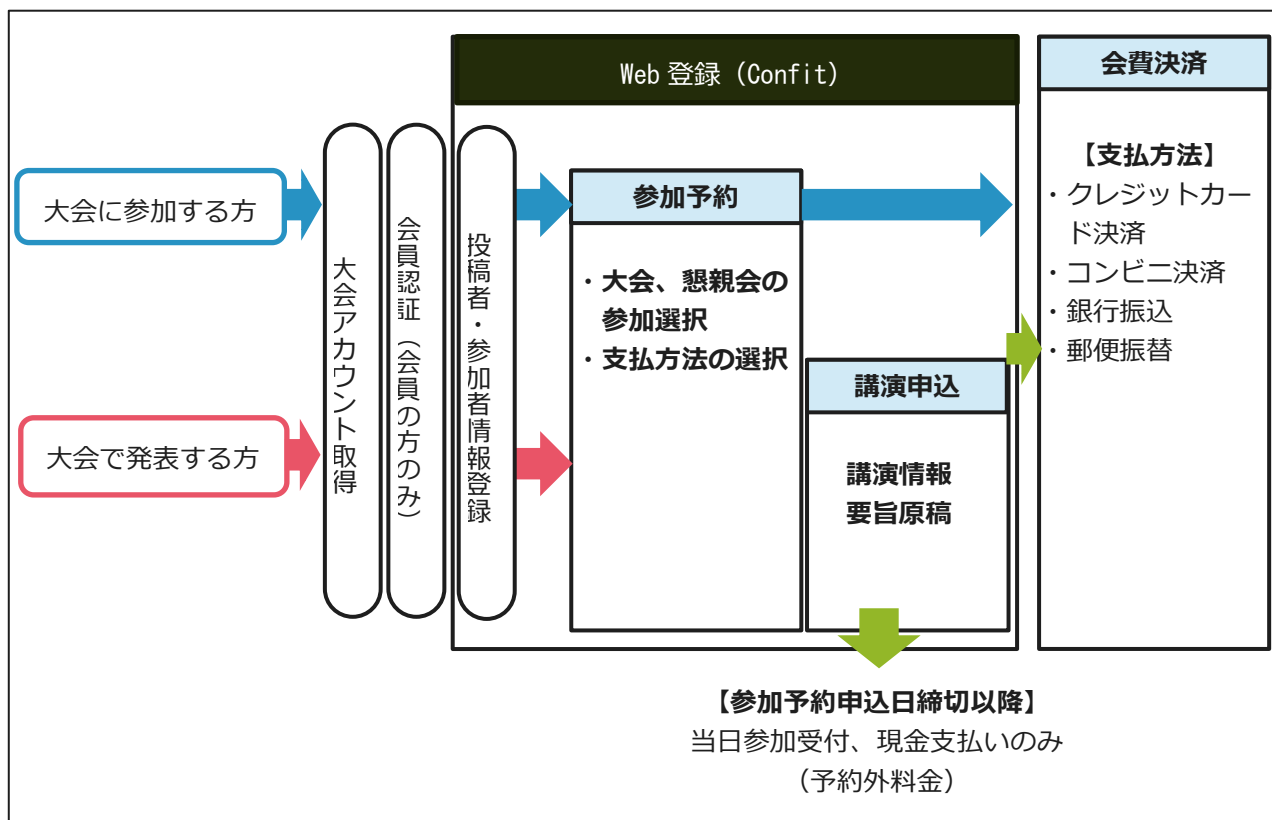 Web 登録（Confit）
会費決済
大会に参加する方
大会で発表する方
大会アカウント取得
会員認証（会員の方のみ）
投稿者・参加者情報登録
参加予約
・大会、懇親会の
参加選択
・支払方法の選択
講演申込
講演情報
要旨原稿
【支払方法】
・クレジットカー
ド決済
・コンビニ決済
・銀行振込
・郵便振替
【参加予約申込日締切以降】
当日参加受付、現金支払いのみ
（予約外料金）